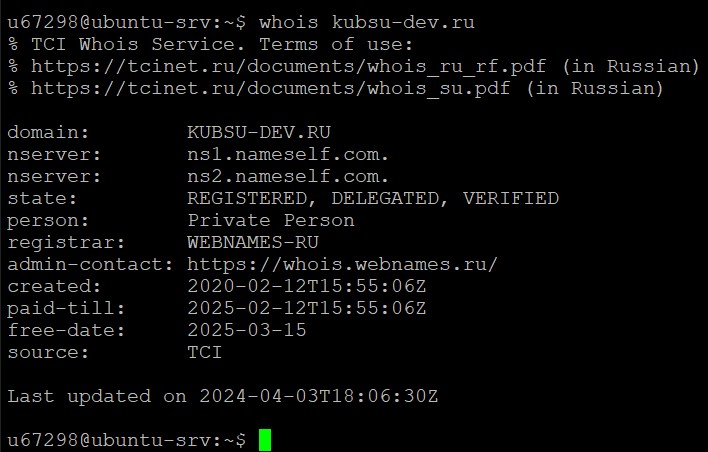 u67298@ubuntu-srv:~$ whois kubsu-dev.ru
% TCI Whois Service. Terms of use:
% https://tcinet.ru/documents/whois_ru_rf.pdf (in Russian)
% https://tcinet.ru/documents/whois_su.pdf (in Russian)

domain:        KUBSU-DEV.RU
nserver:       ns1.nameself.com.
nserver:       ns2.nameself.com.
state:         REGISTERED, DELEGATED, VERIFIED
person:        Private Person
registrar:     WEBNAMES-RU
admin-contact: https://whois.webnames.ru/
created:       2020-02-12T15:55:06Z
paid-till:     2025-02-12T15:55:06Z
free-date:     2025-03-15
source:        TCI

Last updated on 2024-04-03T18:06:30Z

u67298@ubuntu-srv:~$